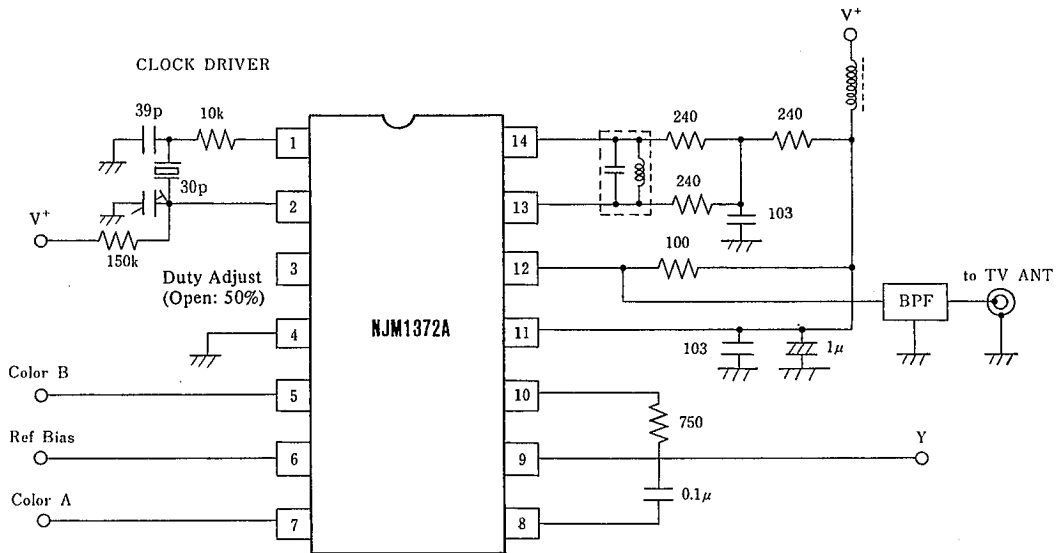 V⁺
CLOCK DRIVER
39p
10k
240
240
1
14
30p
240
2
13
V⁺
103
150k
100
3
12
Duty Adjust
(Open: 50%)
to TV ANT
BPF
NJM1372A
4
11
103
1μ
Color B
5
10
750
Ref Bias
6
9
Y
Color A
0.1μ
7
8